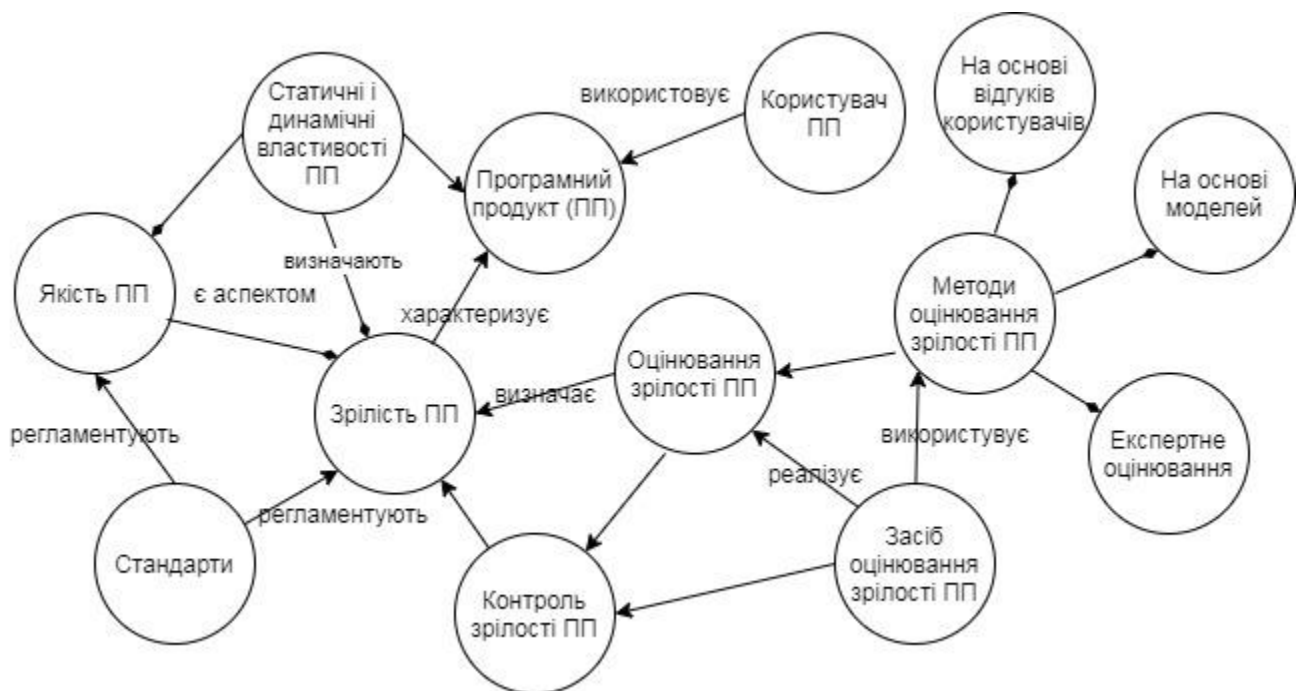 На основі
відгуків
користувачів
Статичні і
динамічні
властивості
ПП
використовує
Користувач
ПП
Програмний
продукт (ПП)
На основі
моделей
визначають
Якість ПП
є аспектом
характеризує
Методи
оцінювання
зрілості ПП
Оцінювання
зрілості ПП
визначає
Зрілість ПП
регламентують
використувує
Експертне
оцінювання
реалізує
регламентують
Стандарти
Засіб
оцінювання
зрілості ПП
Контроль
зрілості ПП